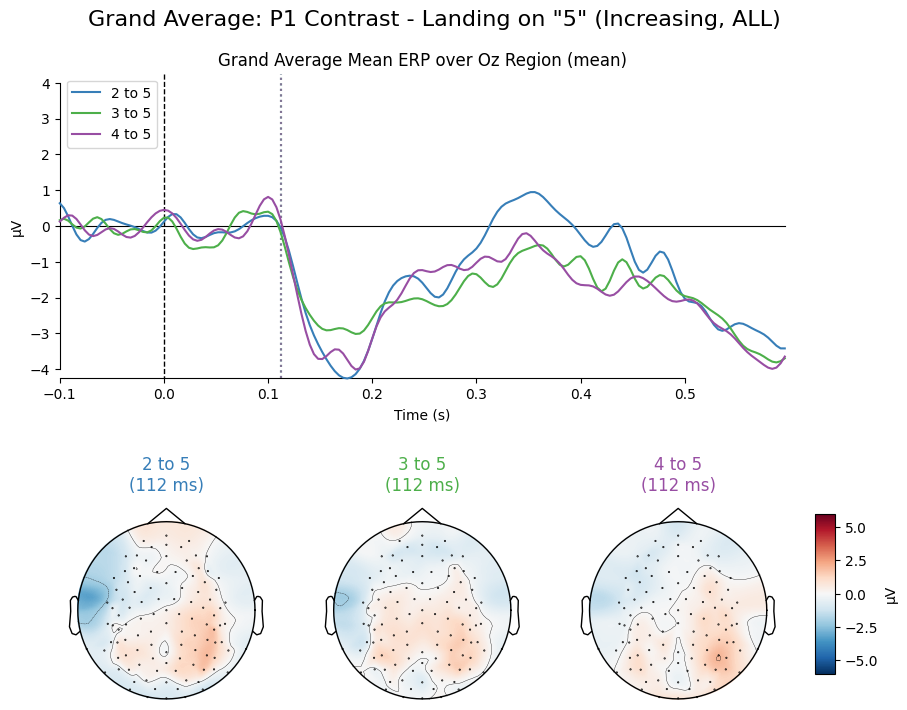 Grand Average: P1 Contrast - Landing on "5" (Increasing, ALL)
Grand Average Mean ERP over Oz Region (mean)
4
3
2
1
0
−1
−2
−3
−4
µV
2 to 5
3 to 5
4 to 5
−0.1
0.0
0.1
0.2
0.3
0.4
0.5
Time (s)
2 to 5
(112 ms)
3 to 5
(112 ms)
4 to 5
(112 ms)
5.0
2.5
0.0
−2.5
−5.0
µV